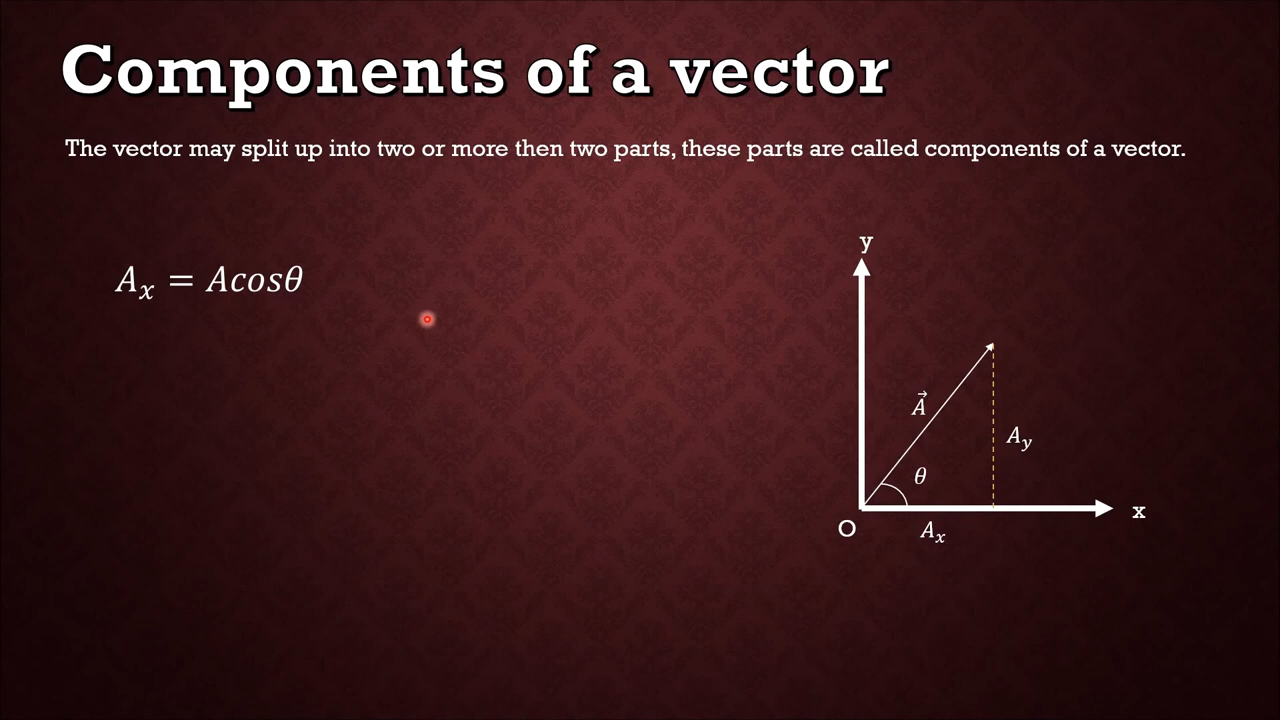 Components of a vector
The vector may split up into two or more then two parts, these parts are called components of a vector.
𝐴ₓ = 𝐴𝑐𝑜𝑠𝜃
y
A⃗
A_y
θ
x
O
Aₓ